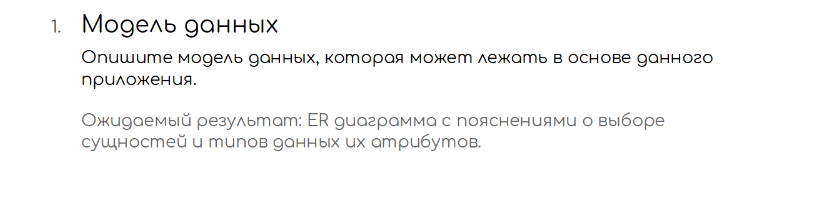 1. Модель данных
Опишите модель данных, которая может лежать в основе данного
приложения.
Ожидаемый результат: ER диаграмма с пояснениями о выборе
сущностей и типов данных их атрибутов.